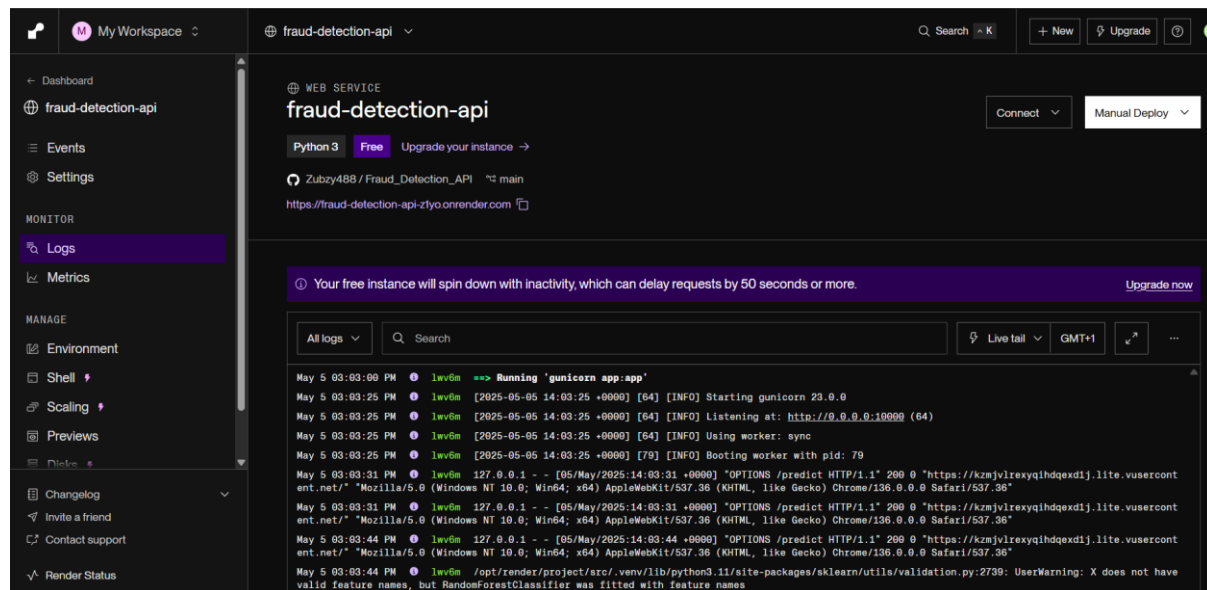 M My Workspace
fraud-detection-api
Search ^ K
+ New
Upgrade
← Dashboard
fraud-detection-api
Events
Settings
MONITOR
Logs
Metrics
MANAGE
Environment
Shell
Scaling
Previews
Disks
Changelog
Invite a friend
Contact support
Render Status
WEB SERVICE
fraud-detection-api
Connect
Manual Deploy
Python 3 Free Upgrade your instance →
Zubzy488 / Fraud_Detection_API main
https://fraud-detection-api-z1yo.onrender.com
Your free instance will spin down with inactivity, which can delay requests by 50 seconds or more. Upgrade now
All logs Search Live tail GMT+1 ...
May 5 03:03:00 PM lwv6m ==> Running 'gunicorn app:app'
May 5 03:03:25 PM lwv6m [2025-05-05 14:03:25 +0000] [64] [INFO] Starting gunicorn 23.0.0
May 5 03:03:25 PM lwv6m [2025-05-05 14:03:25 +0000] [64] [INFO] Listening at: http://0.0.0.0:10000 (64)
May 5 03:03:25 PM lwv6m [2025-05-05 14:03:25 +0000] [64] [INFO] Using worker: sync
May 5 03:03:25 PM lwv6m [2025-05-05 14:03:25 +0000] [79] [INFO] Booting worker with pid: 79
May 5 03:03:31 PM lwv6m 127.0.0.1 - - [05/May/2025:14:03:31 +0000] "OPTIONS /predict HTTP/1.1" 200 0 "https://kzmjvlrexyqihdqexd1j.lite.vusercont
ent.net/" "Mozilla/5.0 (Windows NT 10.0; Win64; x64) AppleWebKit/537.36 (KHTML, like Gecko) Chrome/136.0.0.0 Safari/537.36"
May 5 03:03:31 PM lwv6m 127.0.0.1 - - [05/May/2025:14:03:31 +0000] "OPTIONS /predict HTTP/1.1" 200 0 "https://kzmjvlrexyqihdqexd1j.lite.vusercont
ent.net/" "Mozilla/5.0 (Windows NT 10.0; Win64; x64) AppleWebKit/537.36 (KHTML, like Gecko) Chrome/136.0.0.0 Safari/537.36"
May 5 03:03:44 PM lwv6m 127.0.0.1 - - [05/May/2025:14:03:44 +0000] "OPTIONS /predict HTTP/1.1" 200 0 "https://kzmjvlrexyqihdqexd1j.lite.vusercont
ent.net/" "Mozilla/5.0 (Windows NT 10.0; Win64; x64) AppleWebKit/537.36 (KHTML, like Gecko) Chrome/136.0.0.0 Safari/537.36"
May 5 03:03:44 PM lwv6m /opt/render/project/src/.venv/lib/python3.11/site-packages/sklearn/utils/validation.py:2739: UserWarning: X does not have
valid feature names, but RandomForestClassifier was fitted with feature names